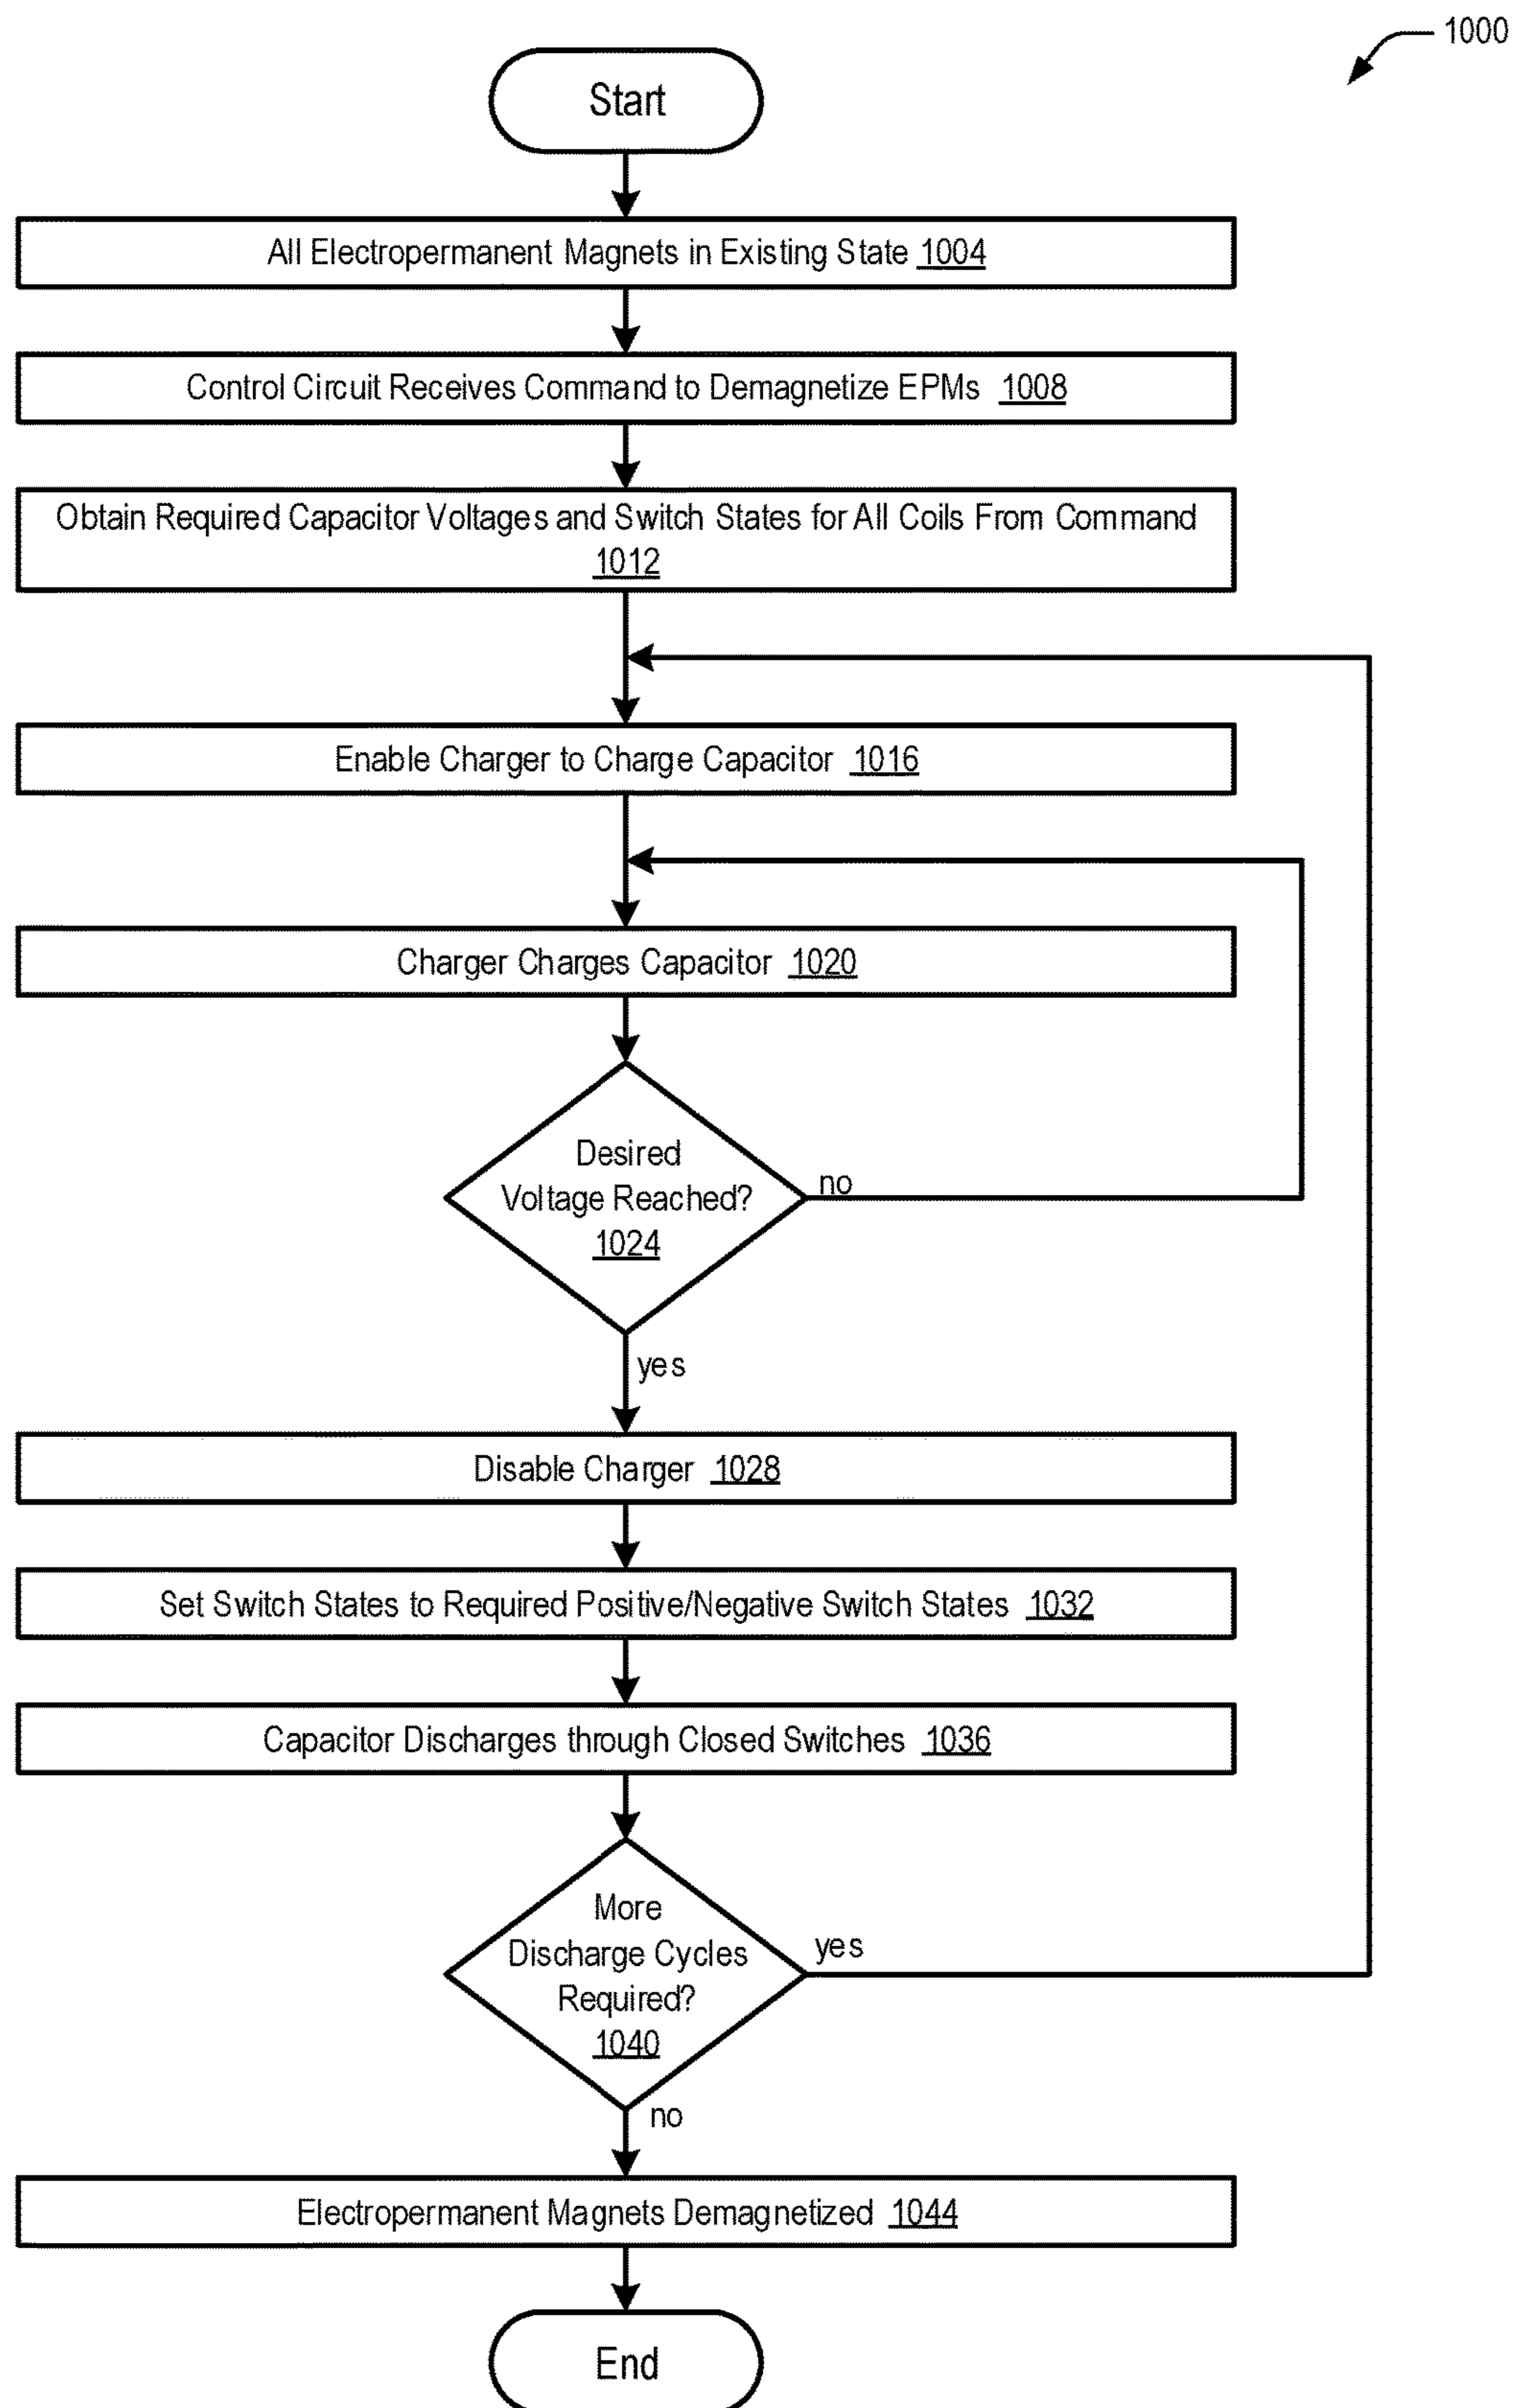 1000
Start
All Electropermanent Magnets in Existing State 1004
Control Circuit Receives Command to Demagnetize EPMs 1008
Obtain Required Capacitor Voltages and Switch States for All Coils From Command
1012
Enable Charger to Charge Capacitor 1016
Charger Charges Capacitor 1020
Desired
Voltage Reached?
1024
no
yes
Disable Charger 1028
Set Switch States to Required Positive/Negative Switch States 1032
Capacitor Discharges through Closed Switches 1036
More
Discharge Cycles
Required?
1040
yes
no
Electropermanent Magnets Demagnetized 1044
End